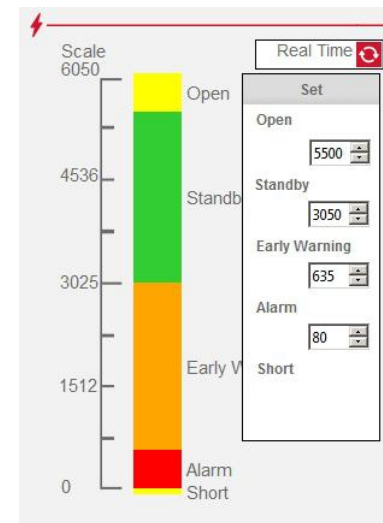 Scale
6050
4536
3025
1512
0
Open
Standb
Early W
Alarm
Short
Real Time
Set
Open
5500
Standby
3050
Early Warning
635
Alarm
80
Short